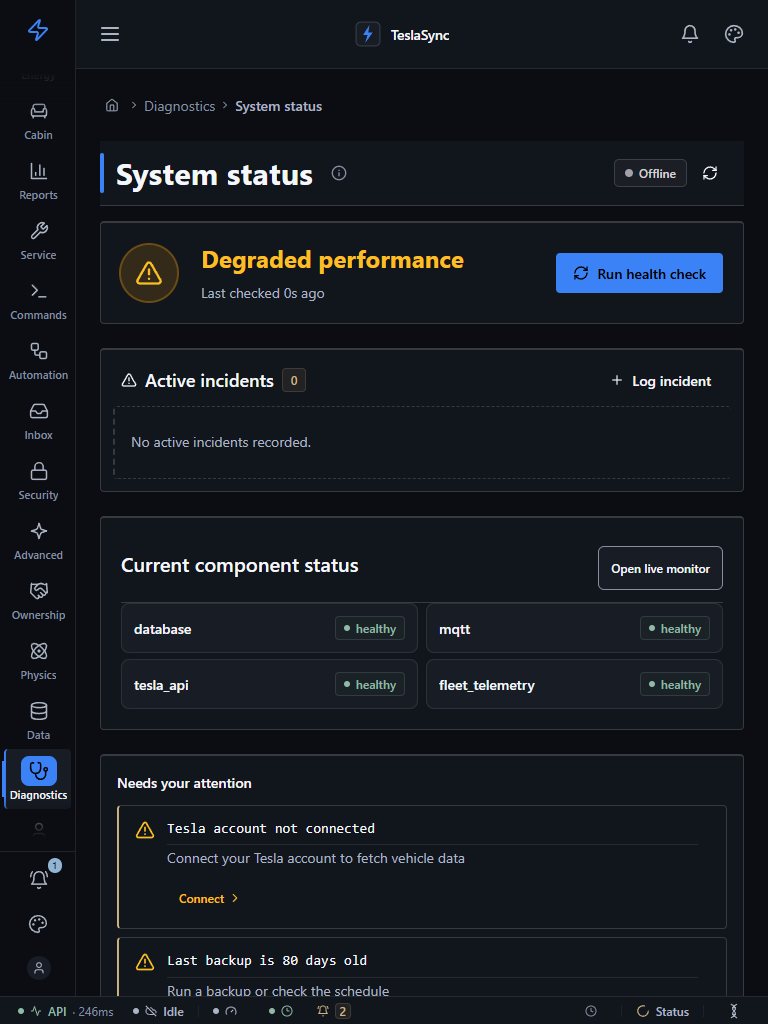 TeslaSync
Cabin
Reports
Service
Commands
Automation
Inbox
Security
Advanced
Ownership
Physics
Data
Diagnostics
1
Diagnostics > System status
System status
Offline
Degraded performance
Last checked 0s ago
Run health check
Active incidents 0
+ Log incident
No active incidents recorded.
Current component status
Open live monitor
database healthy
mqtt healthy
tesla_api healthy
fleet_telemetry healthy
Needs your attention
Tesla account not connected
Connect your Tesla account to fetch vehicle data
Connect
Last backup is 80 days old
Run a backup or check the schedule
API · 246ms
Idle
2
Status